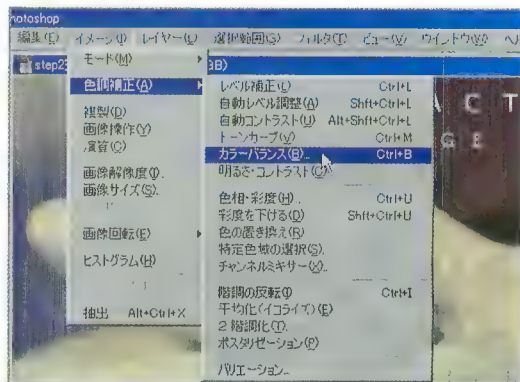 hotoshop
編集(E) イメージ(I) レイヤー(L) 選択範囲(S) フィルタ(T) ビュー(V) ウィンドウ(W)
step2
モード(M)
色調補正(A)
複製(D)
画像操作(Y)
演算(C)
画像解像度(I)..
画像サイズ(S)..
画像回転(E)
ヒストグラム(H)
抽出 Alt+Ctrl+X
GB)
レベル補正(L) Ctrl+L
自動レベル調整(A) Shft+Ctrl+L
自動コントラスト(U) Alt+Shft+Ctrl+L
トーンカーブ(V) Ctrl+M
カラーバランス(B)... Ctrl+B
明るさ・コントラスト(C)
色相・彩度(H).. Ctrl+U
彩度を下げる(D) Shft+Ctrl+U
色の置き換え(R)
特定色域の選択(S).
チャンネルミキサー(X)..
階調の反転(I) Ctrl+I
平均化(イコライズ)(E)
2階調化(T).
ポスタリゼーション(P)
バリエーション..
A C T
G E